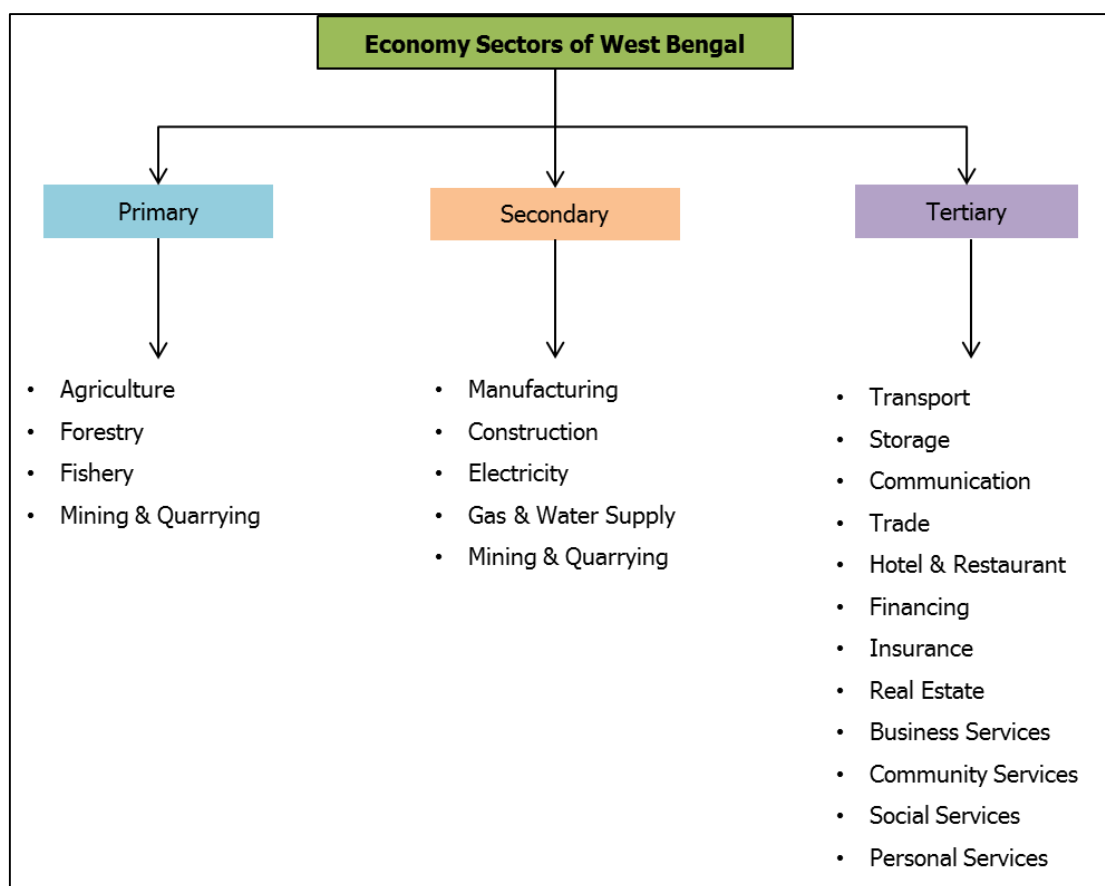 Economy Sectors of West Bengal
Primary
Secondary
Tertiary
• Agriculture
• Forestry
• Fishery
• Mining & Quarrying
• Manufacturing
• Construction
• Electricity
• Gas & Water Supply
• Mining & Quarrying
• Transport
• Storage
• Communication
• Trade
• Hotel & Restaurant
• Financing
• Insurance
• Real Estate
• Business Services
• Community Services
• Social Services
• Personal Services